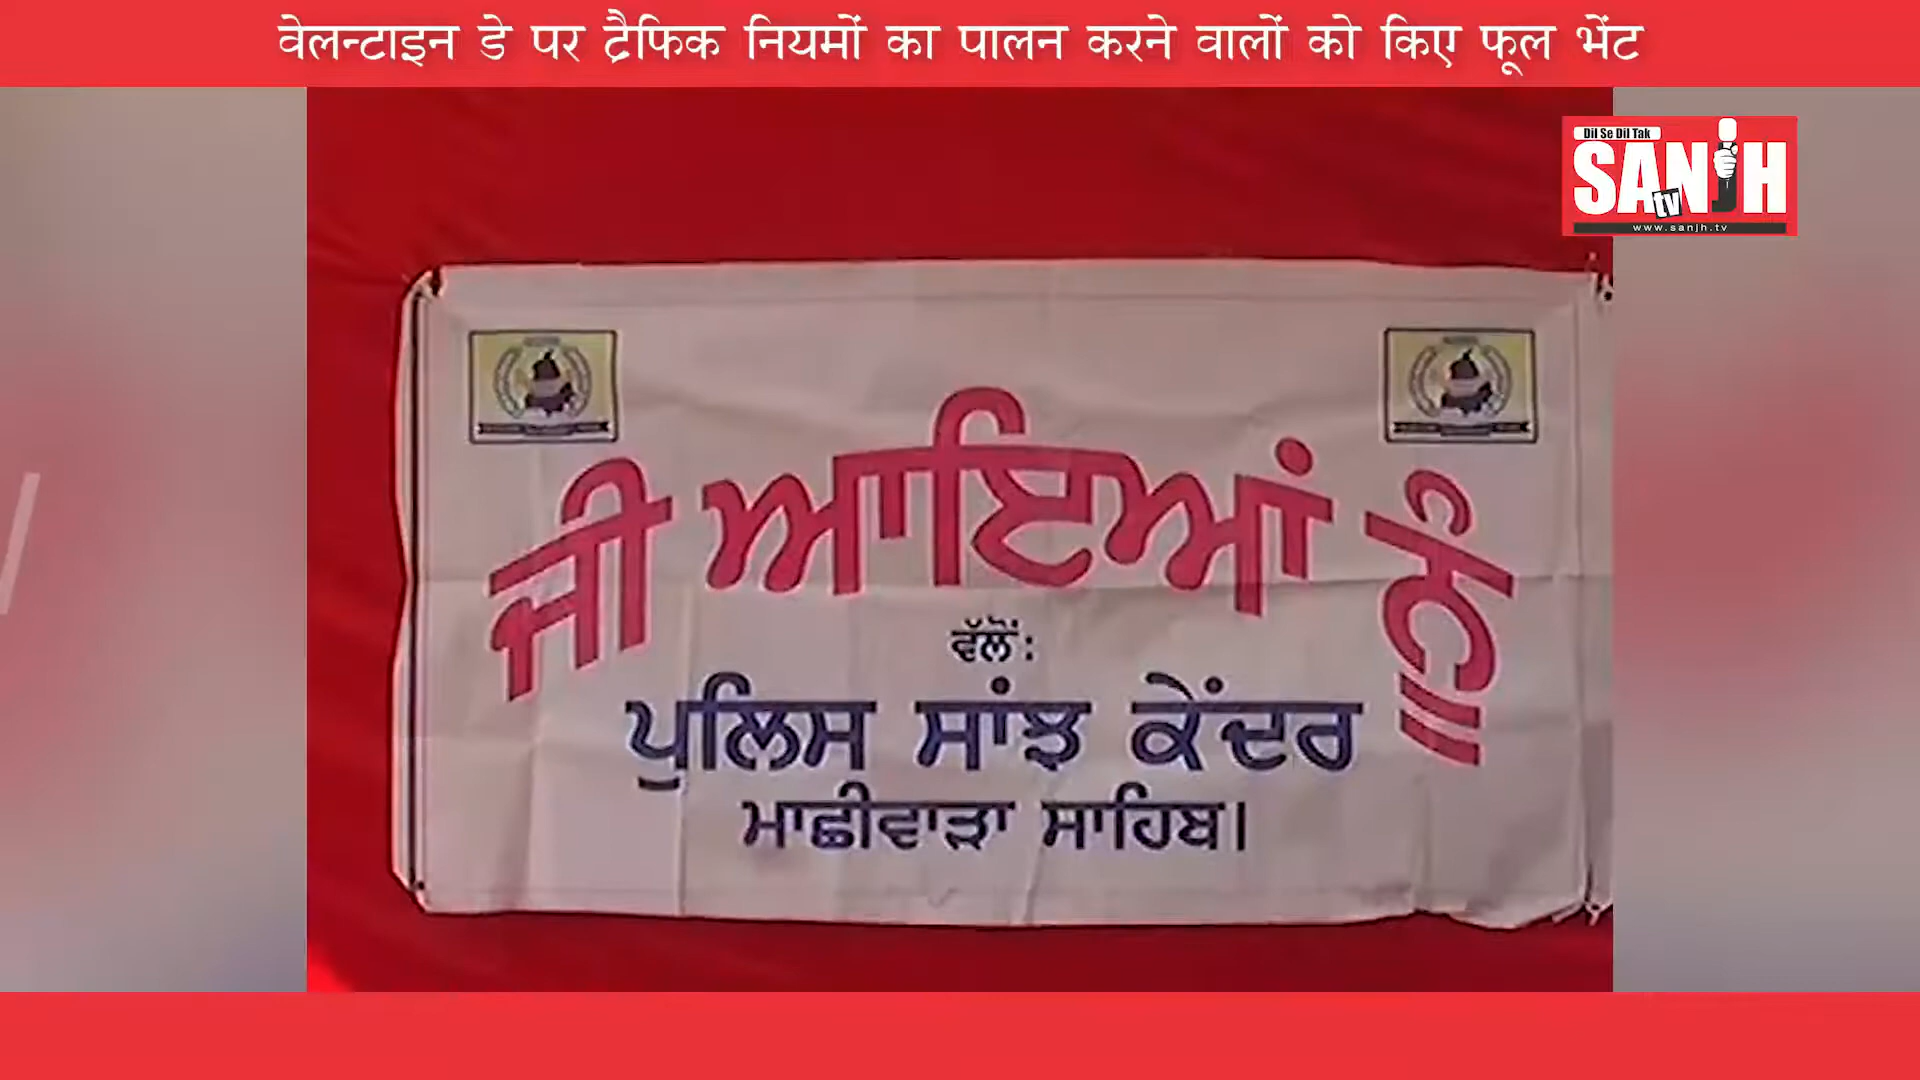 वेलन्टाइन डे पर ट्रैफिक नियमों का पालन करने वालों को किए फूल भेंट
Dil Se Dil Tak
SANJH
tv
www.sanjh.tv
ਜੀ ਆਇਆਂ ਨੂੰ
ਵੱਲੋਂ:
ਪੁਲਿਸ ਸਾਂਝ ਕੇਂਦਰ
ਮਾਛੀਵਾੜਾ ਸਾਹਿਬ।